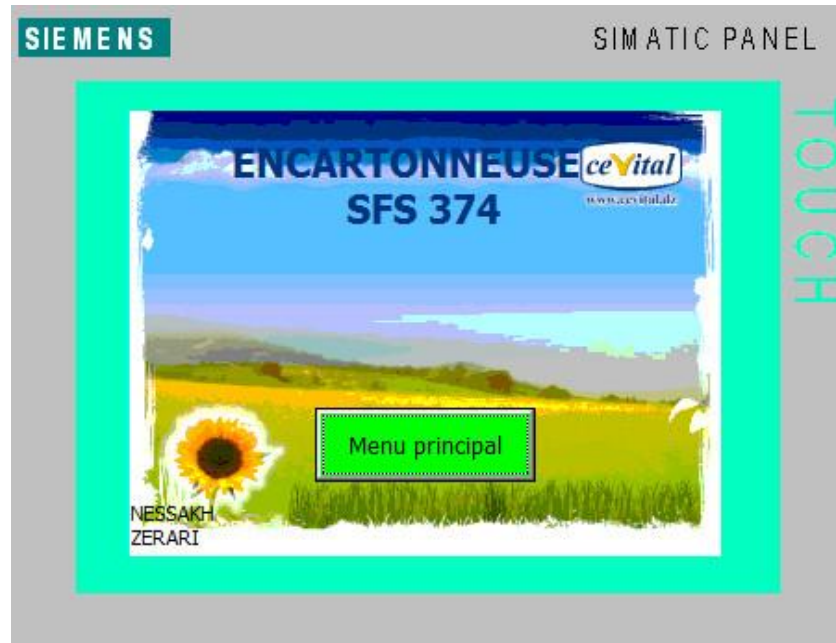 SIEMENS
SIMATIC PANEL
TOUCH
ENCARTONNEUSE
SFS 374
cevital
www.cevital.dz
Menu principal
NESSAKH
ZERARI